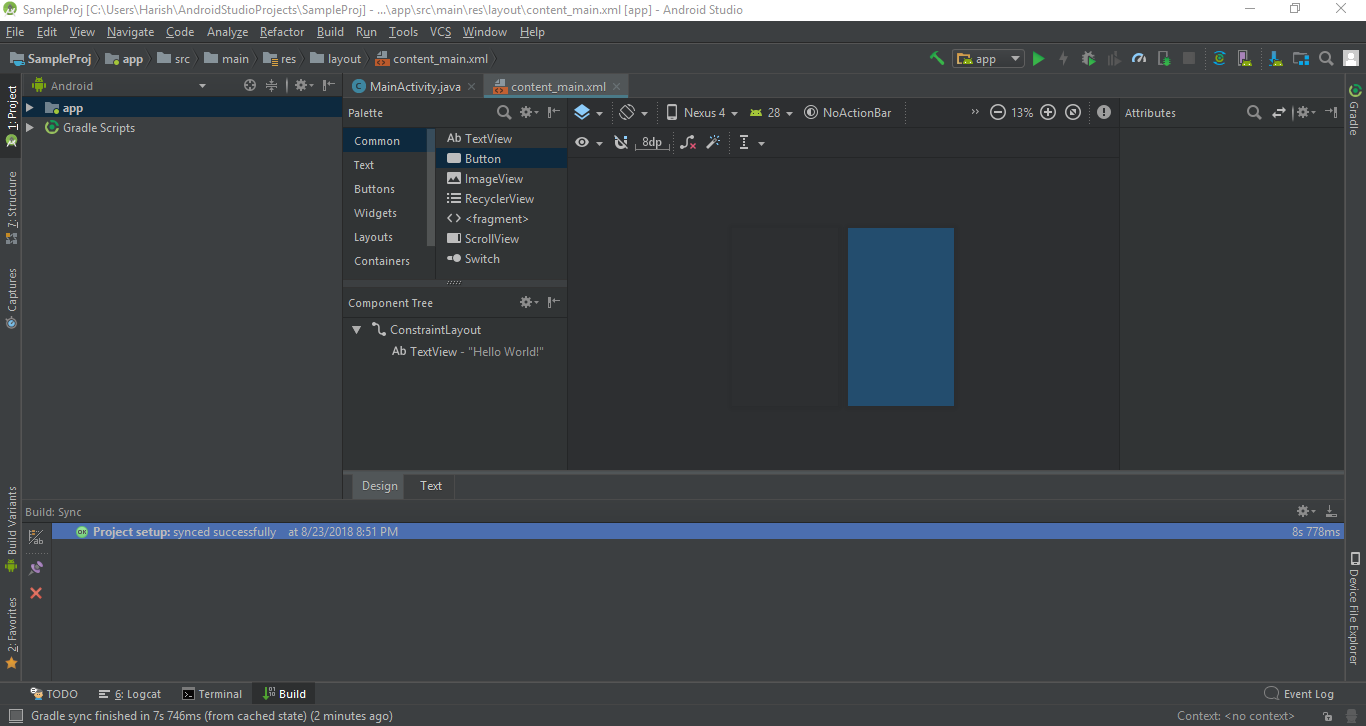 SampleProj [C:\Users\Harish\AndroidStudioProjects\SampleProj] - ...\app\src\main\res\layout\content_main.xml [app] - Android Studio
File Edit View Navigate Code Analyze Refactor Build Run Tools VCS Window Help
SampleProj app src main res layout content_main.xml app
1: Project
7: Structure
Captures
Build Variants
2: Favorites
Android
app
Gradle Scripts
MainActivity.java content_main.xml
Palette
Common
Text
Buttons
Widgets
Layouts
Containers
Ab TextView
Button
ImageView
RecyclerView
<> <fragment>
ScrollView
Switch
Component Tree
ConstraintLayout
Ab TextView - "Hello World!"
Nexus 4 28 NoActionBar >> 13%
8dp
Attributes
Gradle
Device File Explorer
Design Text
Build: Sync
OK Project setup: synced successfully at 8/23/2018 8:51 PM 8s 778ms
TODO 6: Logcat Terminal Build Event Log
Gradle sync finished in 7s 746ms (from cached state) (2 minutes ago) Context: <no context>